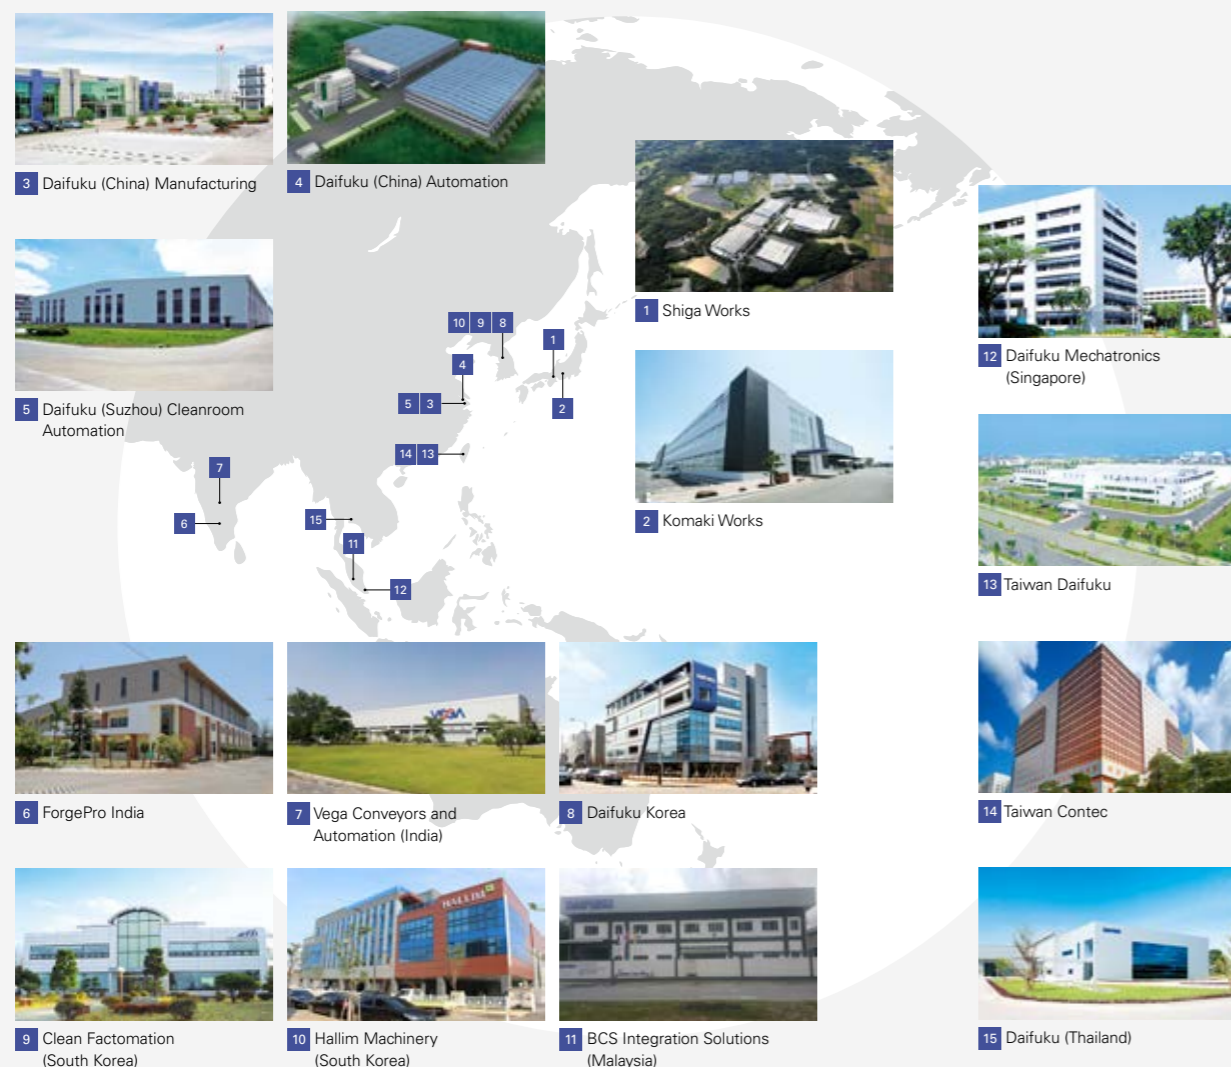 3 Daifuku (China) Manufacturing
4 Daifuku (China) Automation
1 Shiga Works
5 Daifuku (Suzhou) Cleanroom
Automation
12 Daifuku Mechatronics
(Singapore)
2 Komaki Works
13 Taiwan Daifuku
10 9 8
1
4
2
5 3
14 13
7
6
15
11
12
VEGA
6 ForgePro India
7 Vega Conveyors and
Automation (India)
8 Daifuku Korea
14 Taiwan Contec
HALLIM
9 Clean Factomation
(South Korea)
10 Hallim Machinery
(South Korea)
11 BCS Integration Solutions
(Malaysia)
15 Daifuku (Thailand)